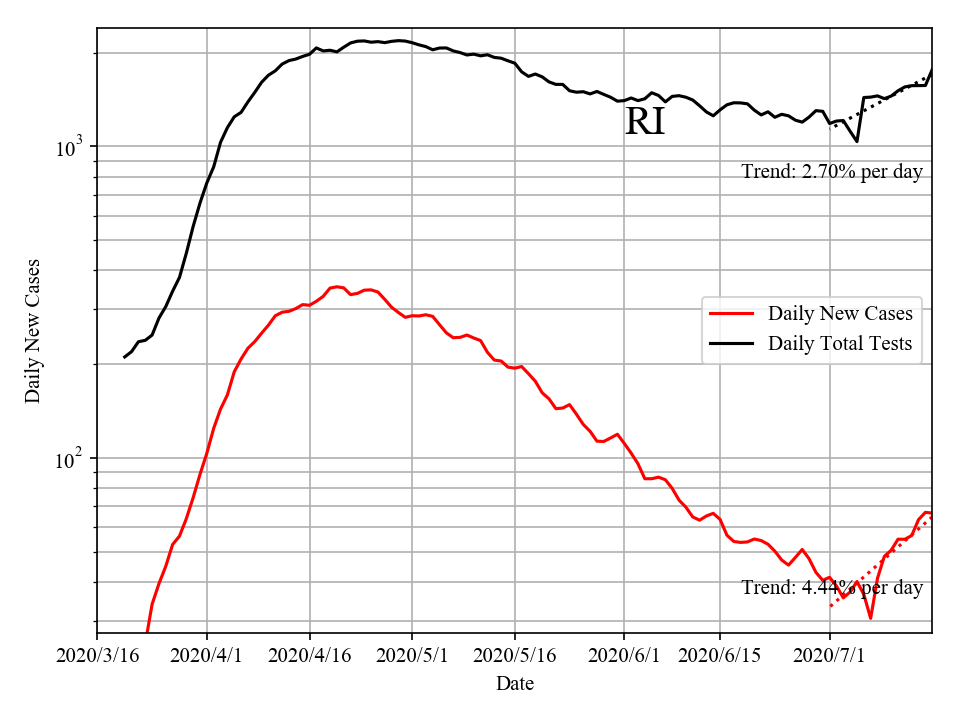 10³
RI
Trend: 2.70% per day
Daily New Cases
Daily New Cases
Daily Total Tests
10²
Trend: 4.44% per day
2020/3/16 2020/4/1 2020/4/16 2020/5/1 2020/5/16 2020/6/1 2020/6/15 2020/7/1
Date